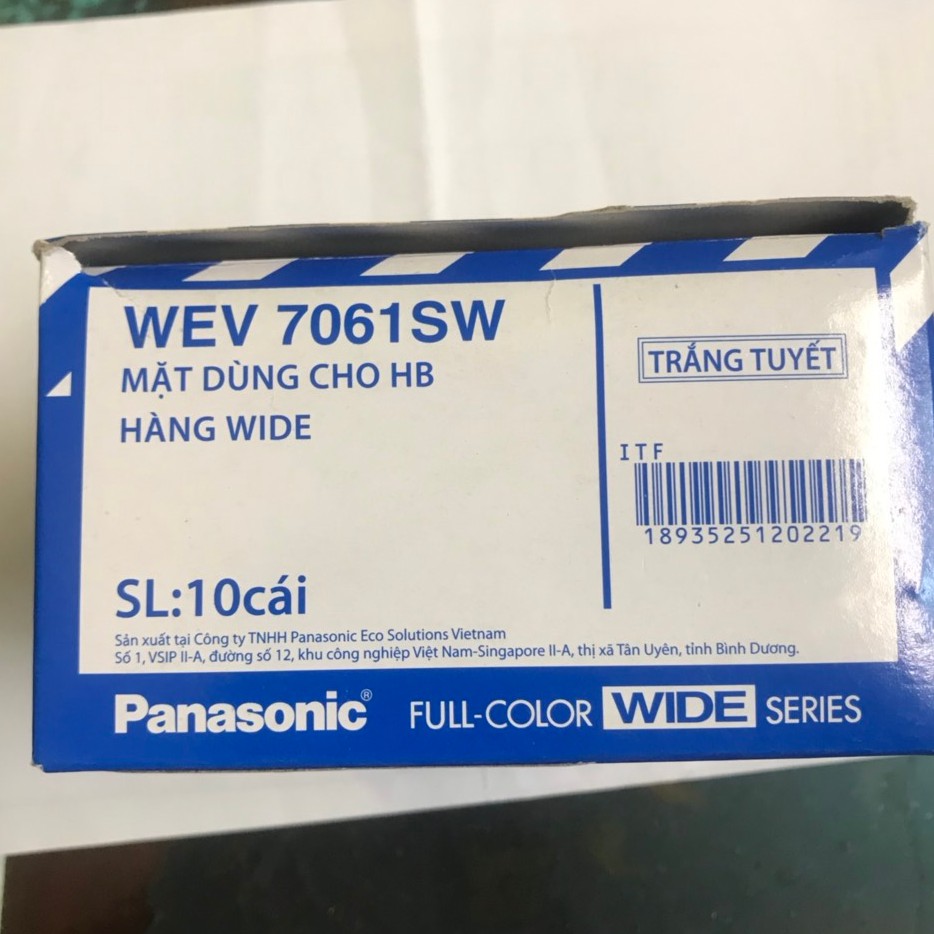 WEV 7061SW
MẶT DÙNG CHO HB
HÀNG WIDE
TRẮNG TUYẾT
ITF
18935251202219
SL:10cái
Sản xuất tại Công ty TNHH Panasonic Eco Solutions Vietnam
Số 1, VSIP II-A, đường số 12, khu công nghiệp Việt Nam-Singapore II-A, thị xã Tân Uyên, tỉnh Bình Dương.
Panasonic® FULL-COLOR WIDE SERIES